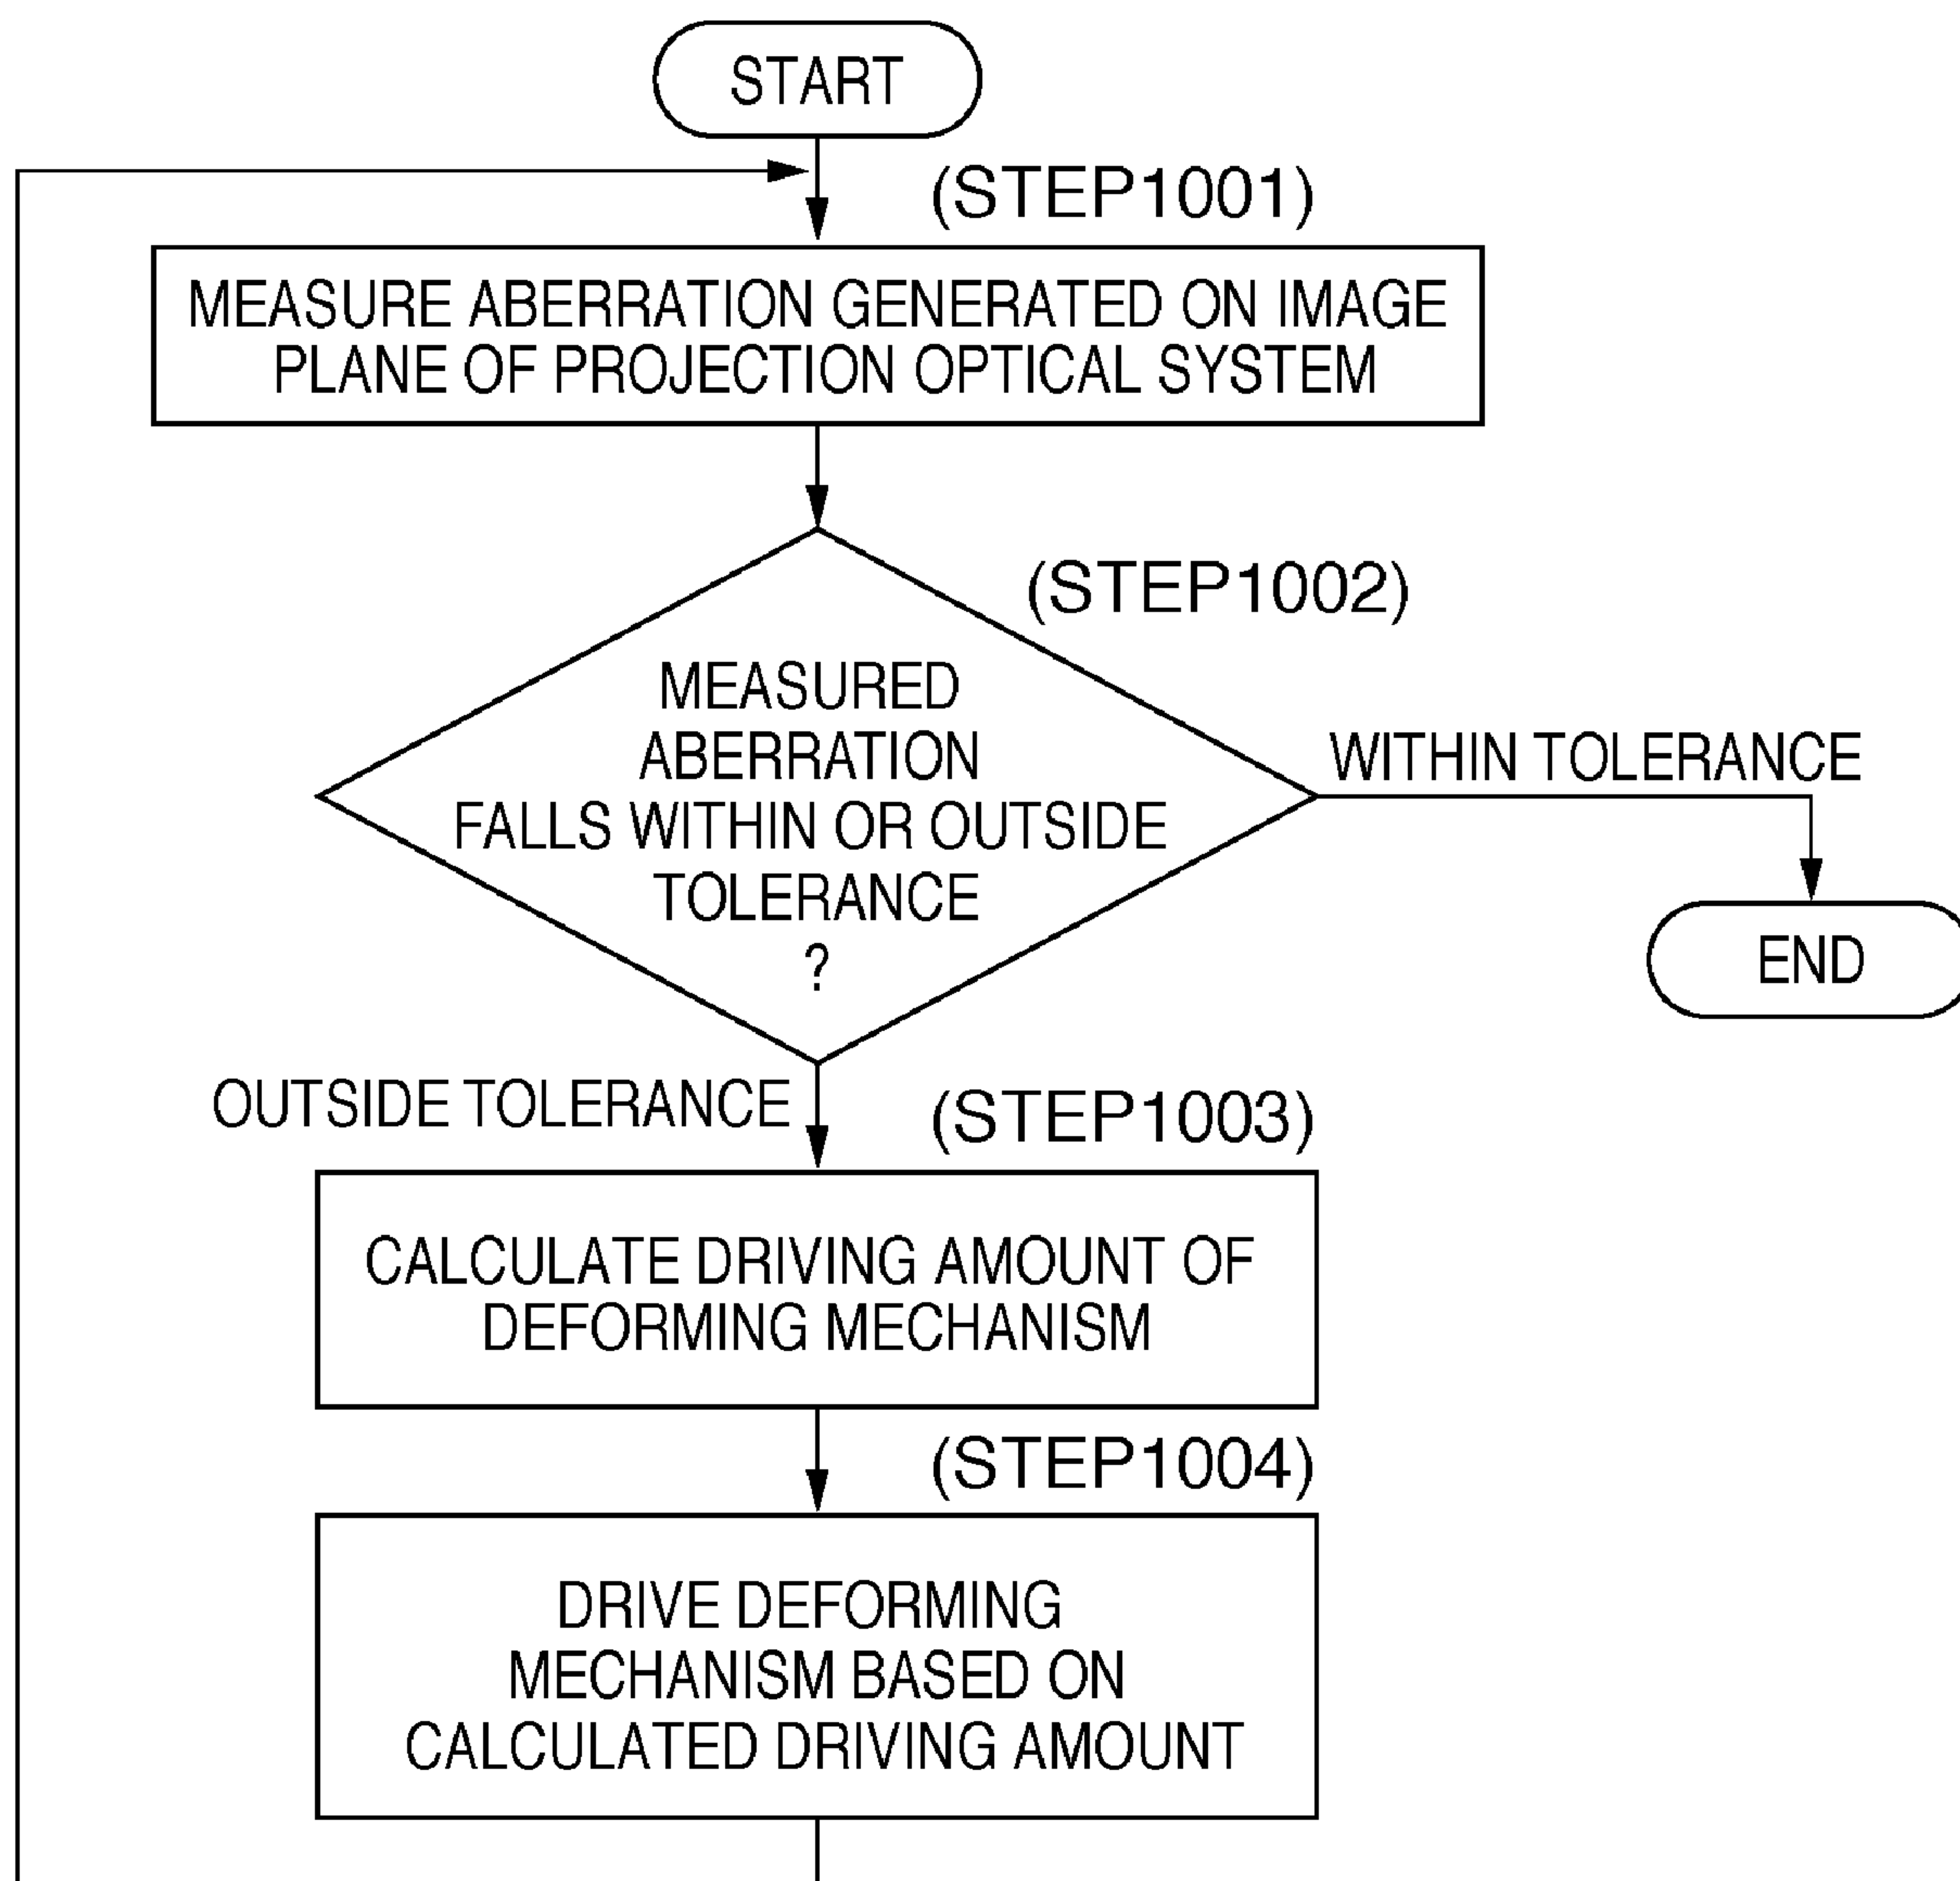 START
(STEP1001)
MEASURE ABERRATION GENERATED ON IMAGE
PLANE OF PROJECTION OPTICAL SYSTEM
(STEP1002)
MEASURED
ABERRATION
FALLS WITHIN OR OUTSIDE
TOLERANCE
?
WITHIN TOLERANCE
END
OUTSIDE TOLERANCE
(STEP1003)
CALCULATE DRIVING AMOUNT OF
DEFORMING MECHANISM
(STEP1004)
DRIVE DEFORMING
MECHANISM BASED ON
CALCULATED DRIVING AMOUNT